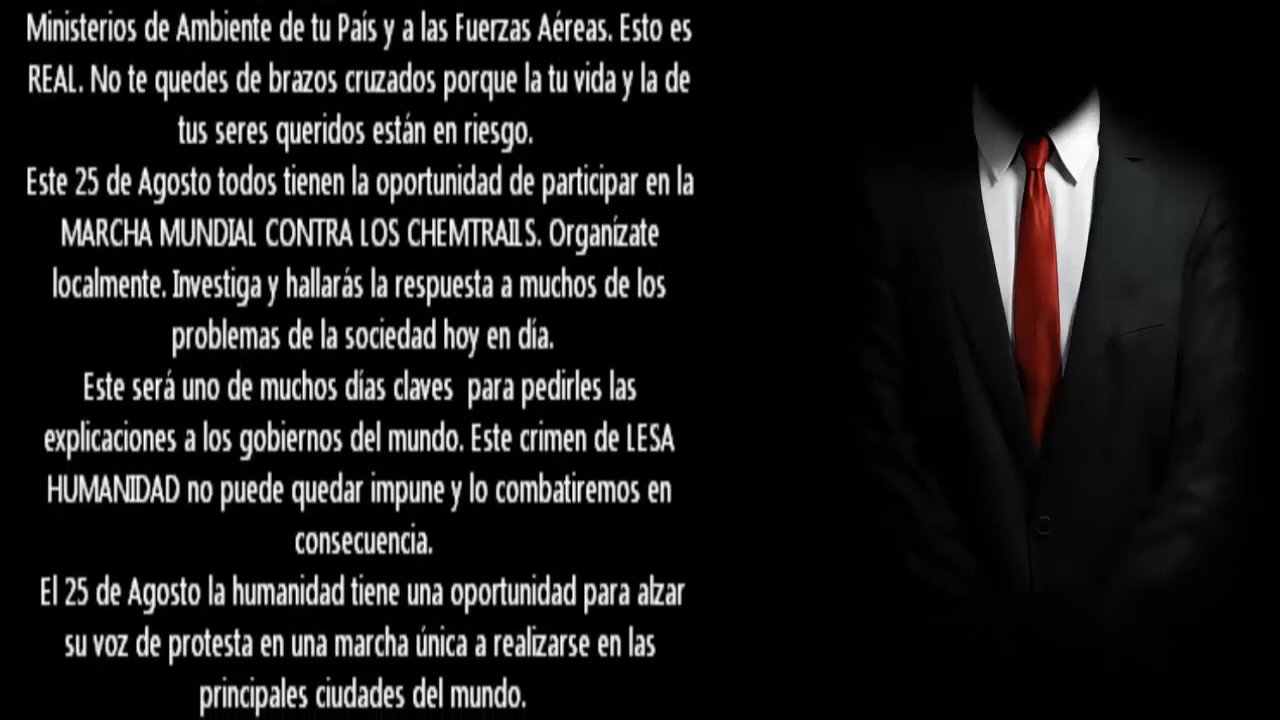 Ministerios de Ambiente de tu País y a las Fuerzas Aéreas. Esto es
REAL. No te quedes de brazos cruzados porque la tu vida y la de
tus seres queridos están en riesgo.
Este 25 de Agosto todos tienen la oportunidad de participar en la
MARCHA MUNDIAL CONTRA LOS CHEMTRAILS. Organízate
localmente. Investiga y hallarás la respuesta a muchos de los
problemas de la sociedad hoy en día.
Este será uno de muchos días claves  para pedirles las
explicaciones a los gobiernos del mundo. Este crimen de LESA
HUMANIDAD no puede quedar impune y lo combatiremos en
consecuencia.
El 25 de Agosto la humanidad tiene una oportunidad para alzar
su voz de protesta en una marcha única a realizarse en las
principales ciudades del mundo.